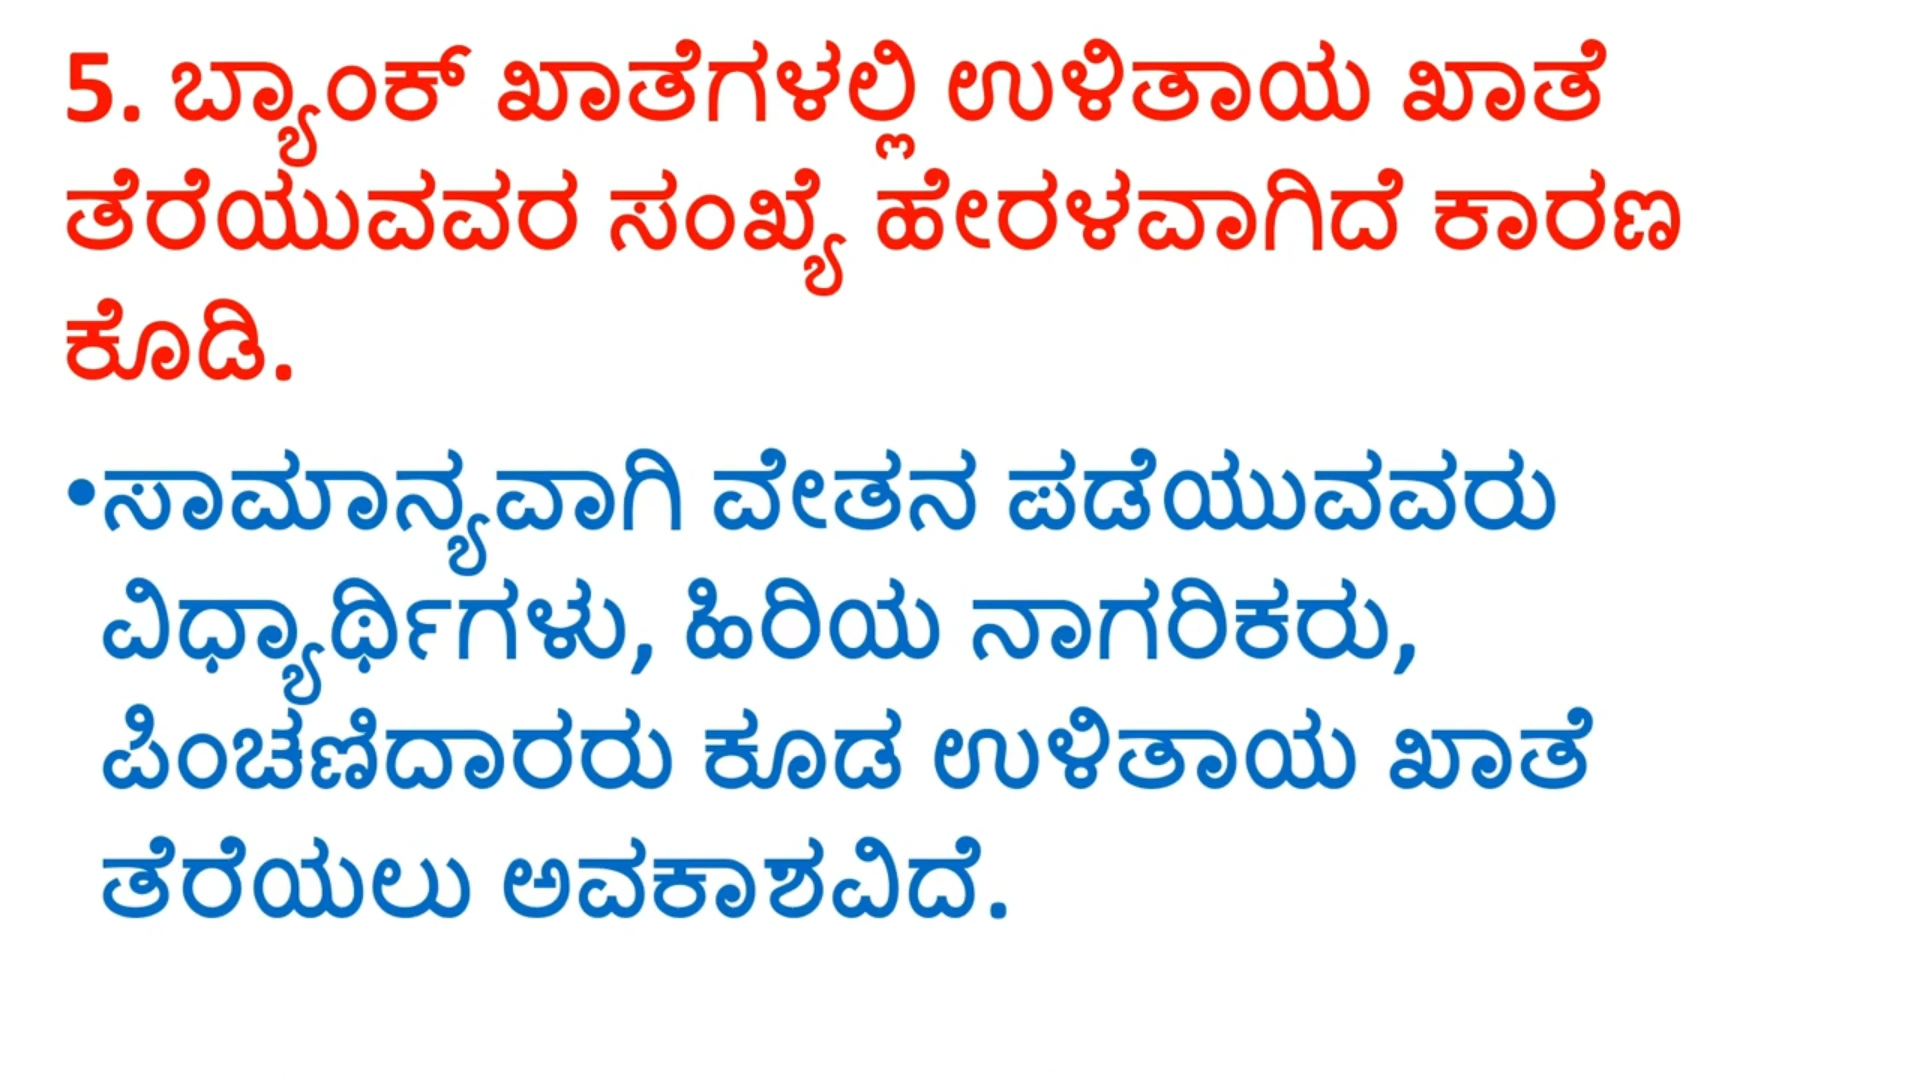 5. ಬ್ಯಾಂಕ್ ಖಾತೆಗಳಲ್ಲಿ ಉಳಿತಾಯ ಖಾತೆ
ತೆರೆಯುವವರ ಸಂಖ್ಯೆ ಹೇರಳವಾಗಿದೆ ಕಾರಣ
ಕೊಡಿ.
•ಸಾಮಾನ್ಯವಾಗಿ ವೇತನ ಪಡೆಯುವವರು
ವಿಧ್ಯಾರ್ಥಿಗಳು, ಹಿರಿಯ ನಾಗರಿಕರು,
ಪಿಂಚಣಿದಾರರು ಕೂಡ ಉಳಿತಾಯ ಖಾತೆ
ತೆರೆಯಲು ಅವಕಾಶವಿದೆ.